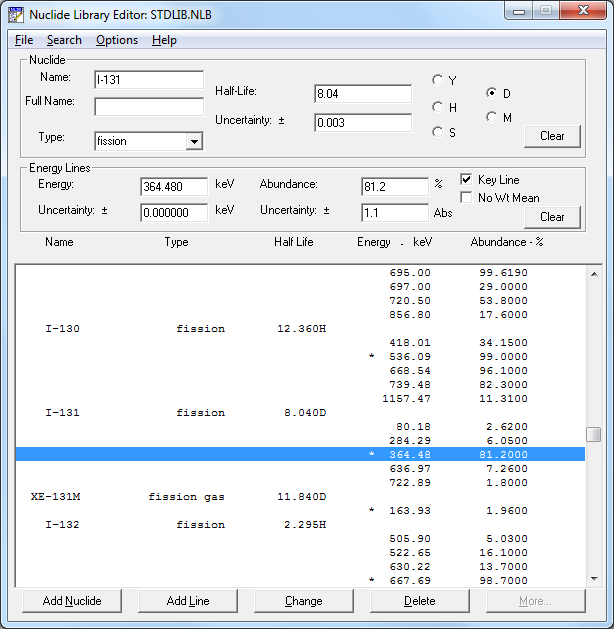 Nuclide Library Editor: STDLIB.NLB
File Search Options Help
Nuclide
Name: I-131
Full Name:
Type: fission
Half-Life: 8.04
Uncertainty: ± 0.003
Y
H
S
D
M
Clear
Energy Lines
Energy: 364.480 keV Abundance: 81.2 % Key Line
No Wt Mean
Uncertainty: ± 0.000000 keV Uncertainty: ± 1.1 Abs Clear
Name Type Half Life Energy . keV Abundance - %
695.00 99.6190
697.00 29.0000
720.50 53.8000
856.80 17.6000
I-130 fission 12.360H
418.01 34.1500
* 536.09 99.0000
668.54 96.1000
739.48 82.3000
1157.47 11.3100
I-131 fission 8.040D
80.18 2.6200
284.29 6.0500
* 364.48 81.2000
636.97 7.2600
722.89 1.8000
XE-131M fission gas 11.840D
* 163.93 1.9600
I-132 fission 2.295H
505.90 5.0300
522.65 16.1000
630.22 13.7000
* 667.69 98.7000
Add Nuclide Add Line Change Delete More...